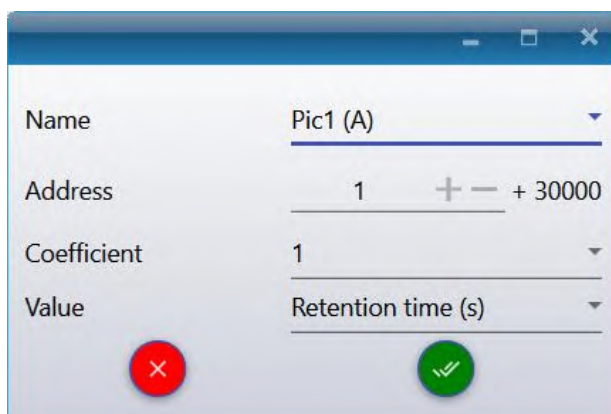 Name Pic1 (A)
Address 1 + 30000
Coefficient 1
Value Retention time (s)